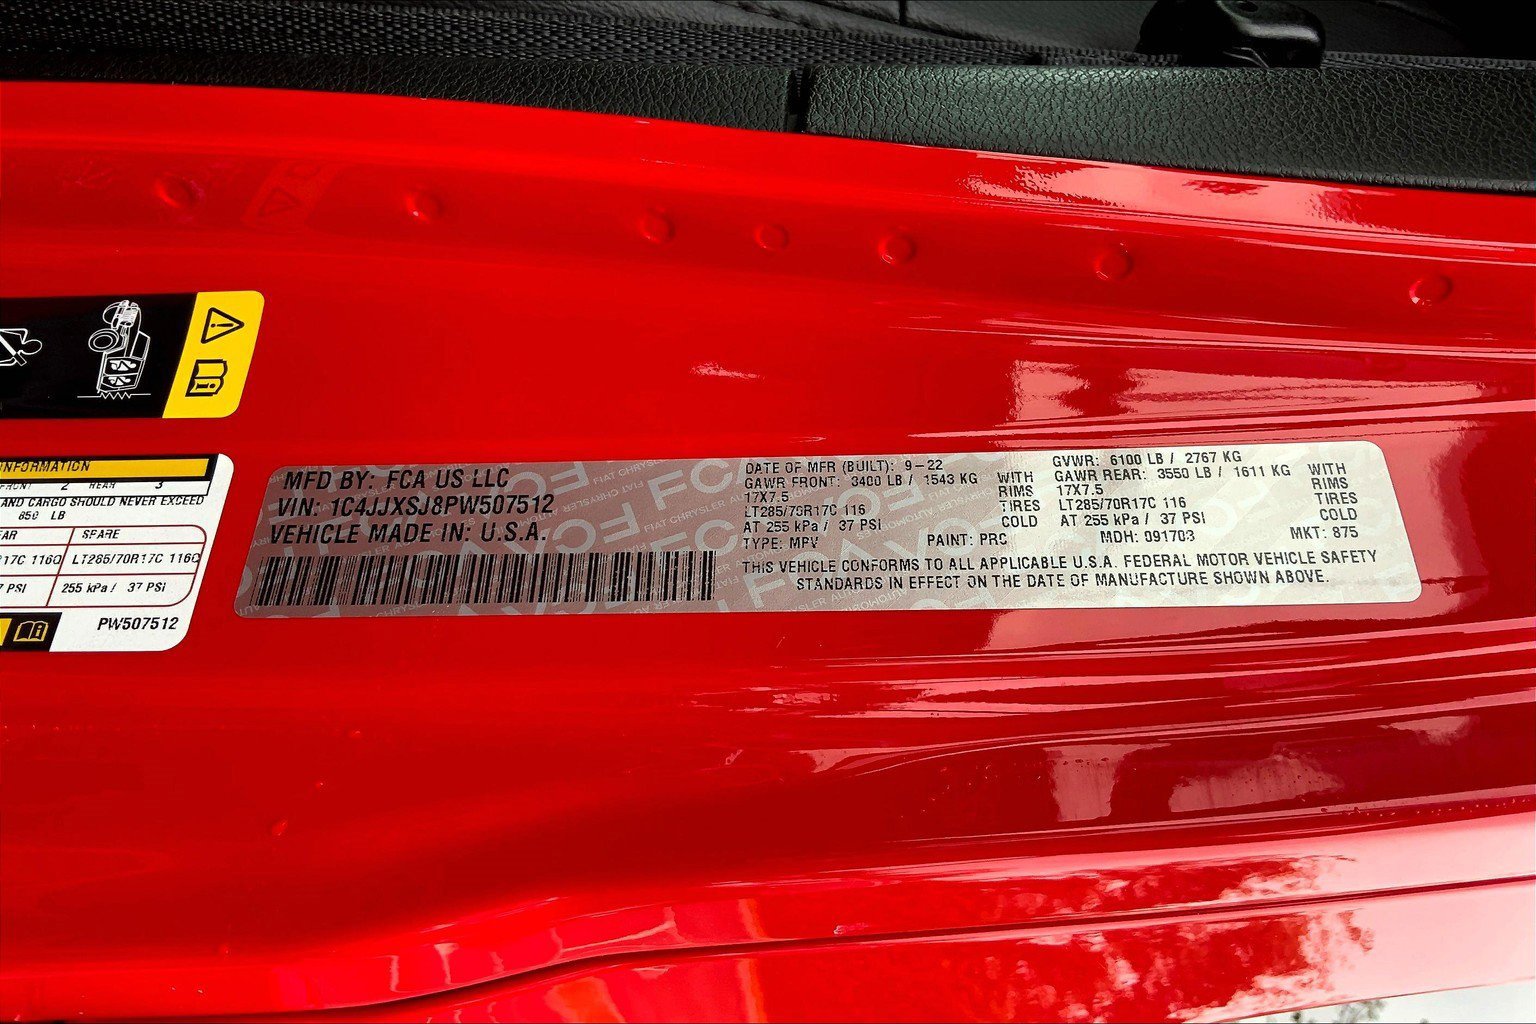 INFORMATION
FRONT 2 REAR 3
AND CARGO SHOULD NEVER EXCEED
850 LB
SPARE
LT285/70R17C 116Q
255 kPa / 37 PSI
PW507512
MFD BY: FCA US LLC
VIN: 1C4JJXSJ8PW507512
VEHICLE MADE IN: U.S.A.
DATE OF MFR (BUILT): 9-22
GAWR FRONT: 3400 LB / 1543 KG WITH
17X7.5 RIMS
LT285/70R17C 116 TIRES
AT 255 kPa / 37 PSI COLD
TYPE: MPV PAINT: PRC
GVWR: 6100 LB / 2767 KG
GAWR REAR: 3550 LB / 1611 KG WITH
17X7.5 RIMS
LT285/70R17C 116 TIRES
AT 255 kPa / 37 PSI COLD
MDH: 091703 MKT: 875
THIS VEHICLE CONFORMS TO ALL APPLICABLE U.S.A. FEDERAL MOTOR VEHICLE SAFETY
STANDARDS IN EFFECT ON THE DATE OF MANUFACTURE SHOWN ABOVE.